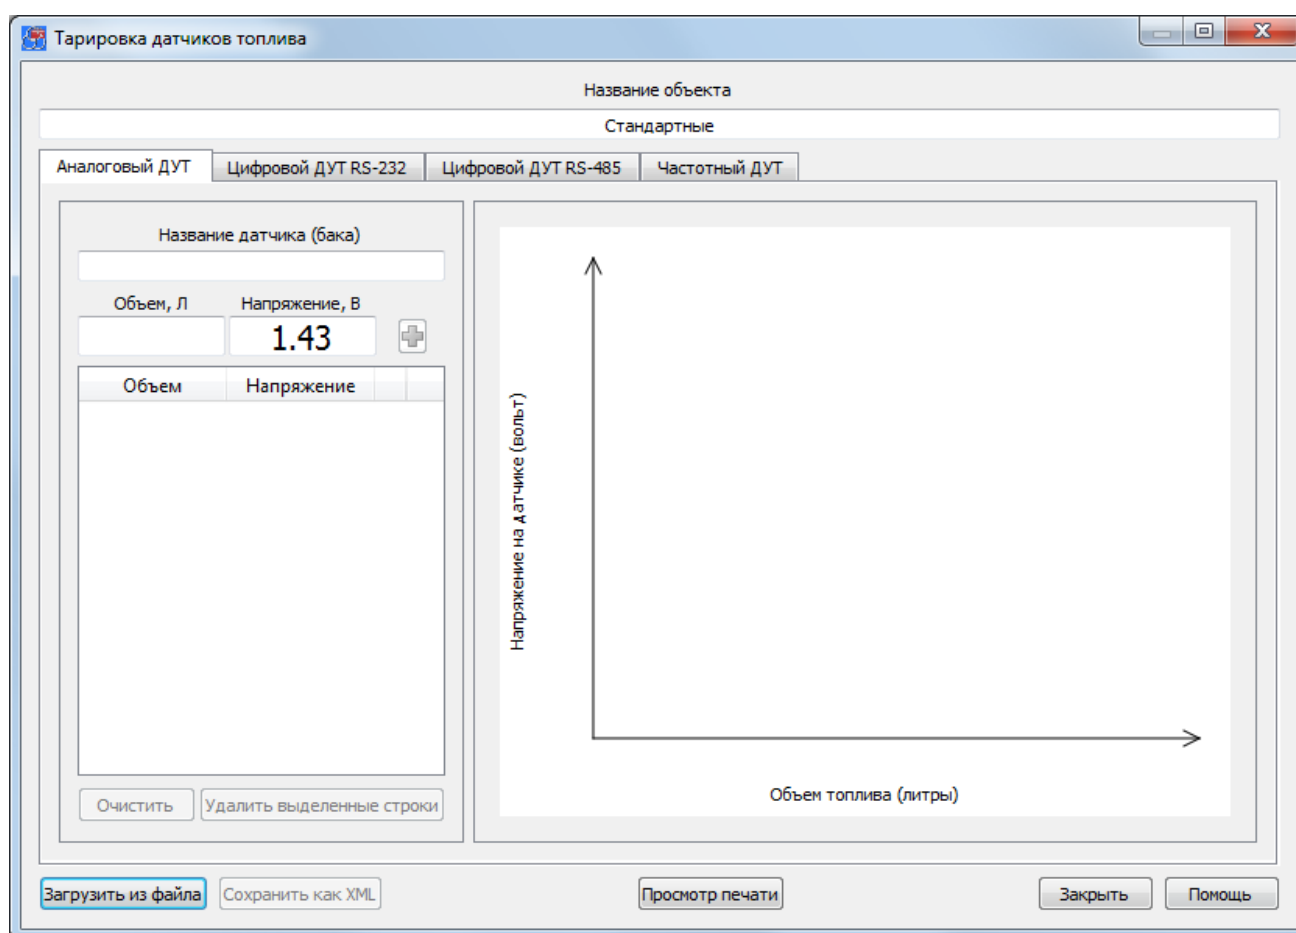 Тарировка датчиков топлива
Название объекта
Стандартные
Аналоговый ДУТ
Цифровой ДУТ RS-232
Цифровой ДУТ RS-485
Частотный ДУТ
Название датчика (бака)
Объем, Л
Напряжение, В
1.43
Объем
Напряжение
Напряжение на датчике (вольт)
Объем топлива (литры)
Очистить
Удалить выделенные строки
Загрузить из файла
Сохранить как XML
Просмотр печати
Закрыть
Помощь